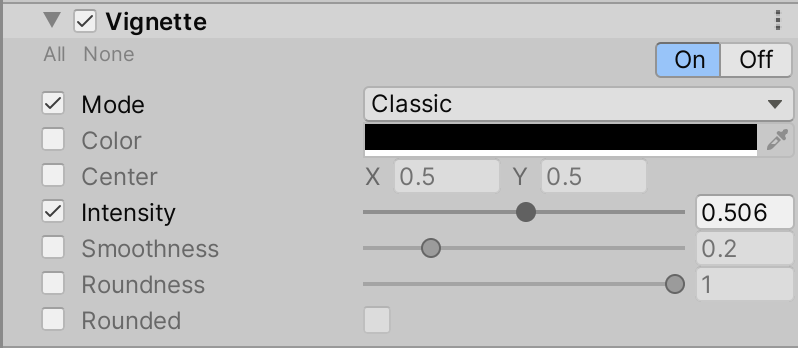 Vignette
All None
On Off
Mode Classic
Color
Center X 0.5 Y 0.5
Intensity 0.506
Smoothness 0.2
Roundness 1
Rounded